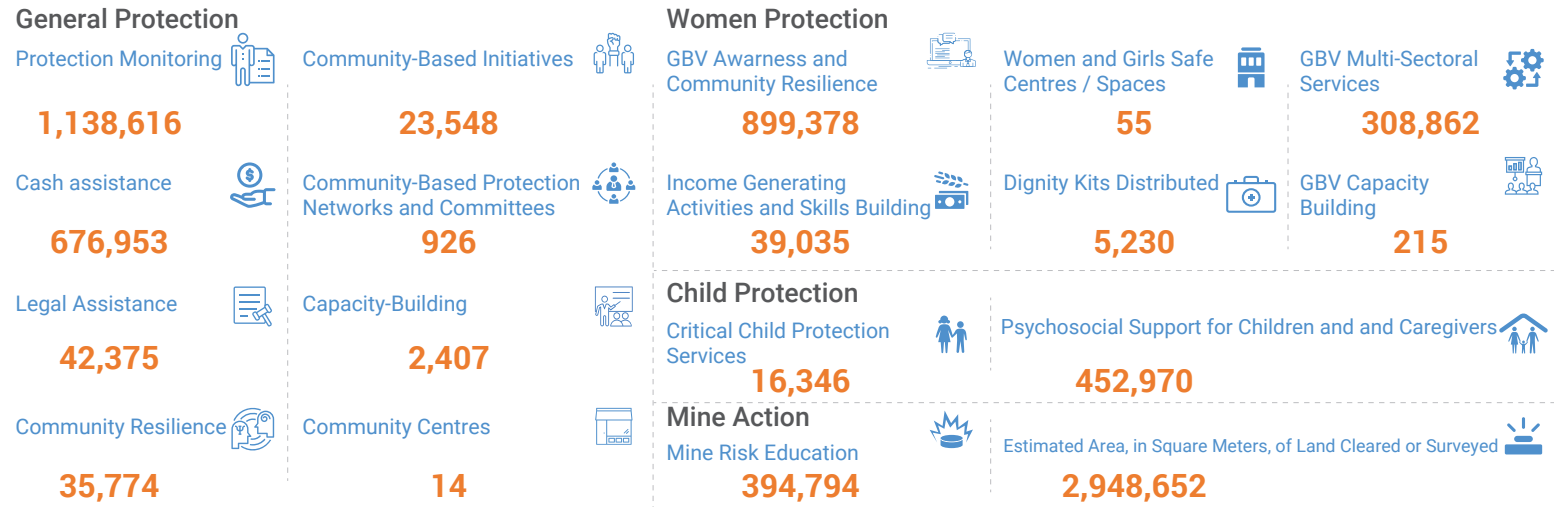 General Protection
Protection Monitoring
1,138,616
Community-Based Initiatives
23,548
Cash assistance
676,953
Community-Based Protection
Networks and Committees
926
Legal Assistance
42,375
Capacity-Building
2,407
Community Resilience
35,774
Community Centres
14
Women Protection
GBV Awarness and
Community Resilience
899,378
Women and Girls Safe
Centres / Spaces
55
GBV Multi-Sectoral
Services
308,862
Income Generating
Activities and Skills Building
39,035
Dignity Kits Distributed
5,230
GBV Capacity
Building
215
Child Protection
Critical Child Protection
Services
16,346
Psychosocial Support for Children and and Caregivers
452,970
Mine Action
Mine Risk Education
394,794
Estimated Area, in Square Meters, of Land Cleared or Surveyed
2,948,652